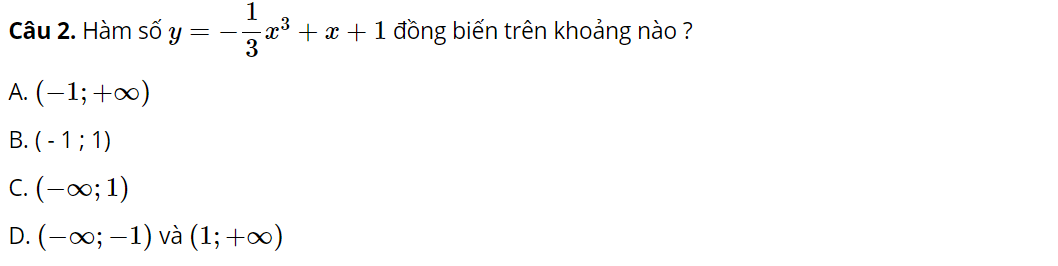 Câu 2. Hàm số $y = -\frac{1}{3}x^3 + x + 1$ đồng biến trên khoảng nào ?
A. $(-1; +\infty)$
B. ( - 1 ; 1)
C. $(-\infty; 1)$
D. $(-\infty; -1)$ và $(1; +\infty)$